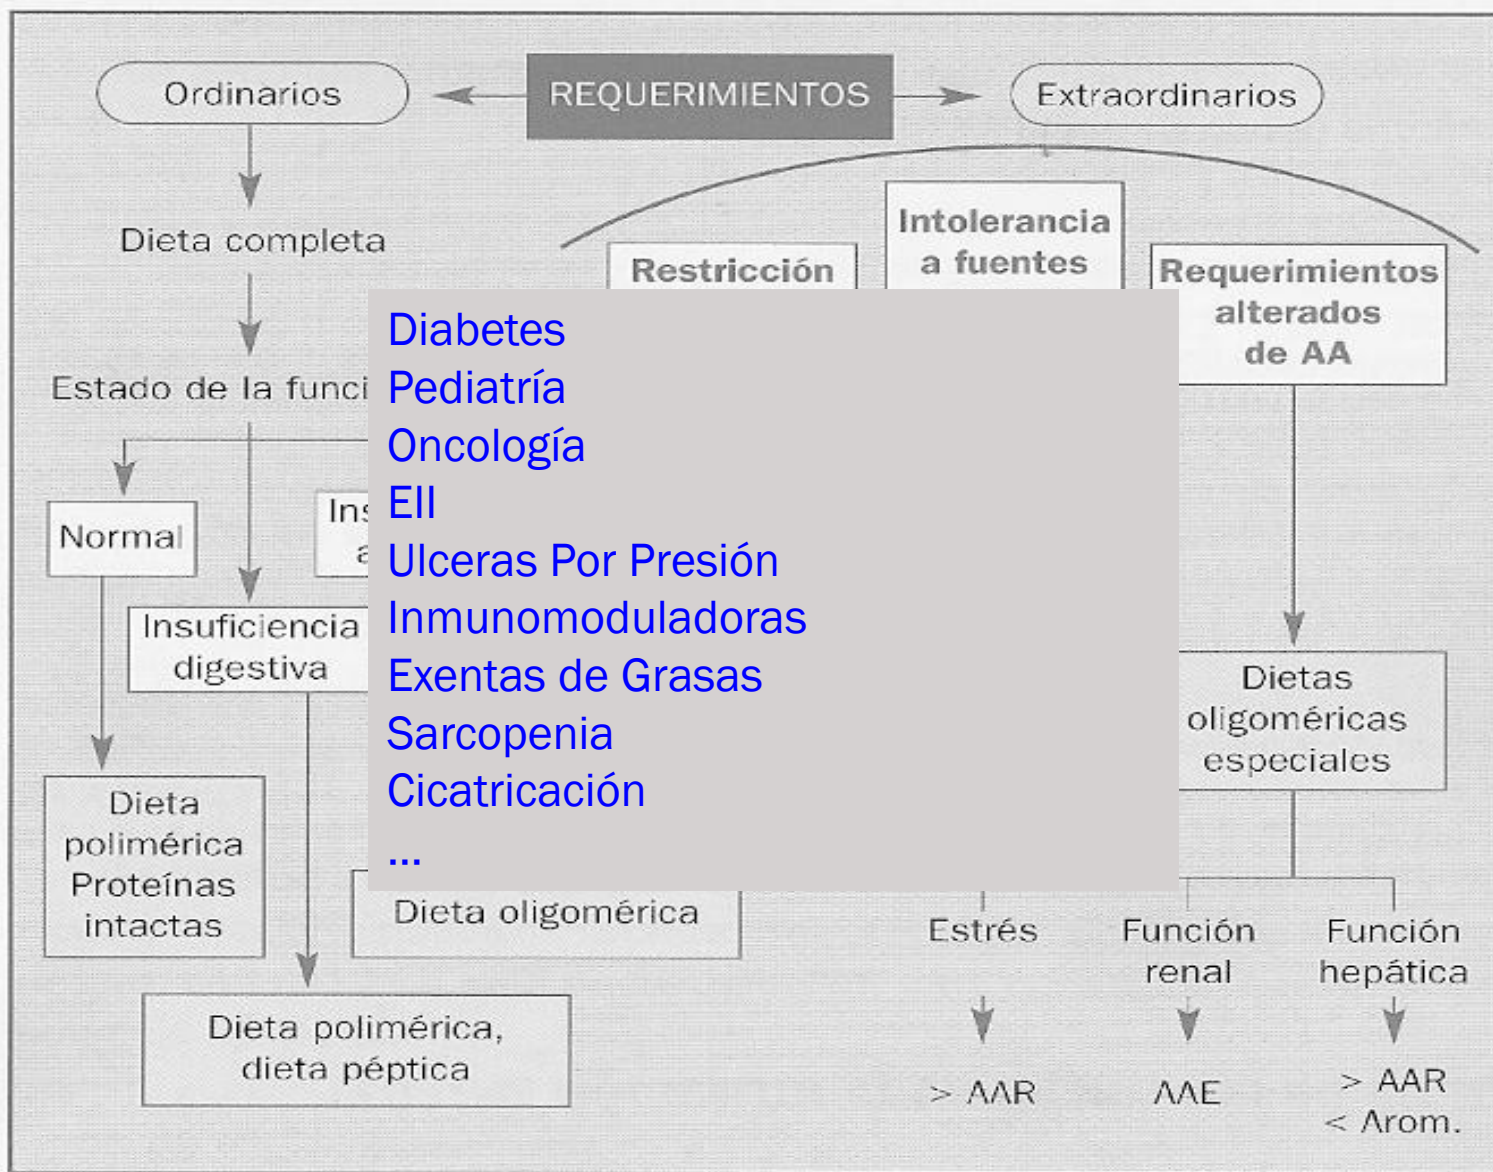 REQUERIMIENTOS
Ordinarios
Extraordinarios
Dieta completa
Estado de la funci
Normal
Ins
a
Insuficiencia
digestiva
Dieta
polimérica
Proteínas
intactas
Dieta oligomérica
Dieta polimérica,
dieta péptica
Restricción
Intolerancia
a fuentes
Requerimientos
alterados
de AA
Diabetes
Pediatría
Oncología
EII
Ulceras Por Presión
Inmunomoduladoras
Exentas de Grasas
Sarcopenia
Cicatricación
...
Dietas
oligoméricas
especiales
Estrés
Función
renal
Función
hepática
> AAR
AAE
> AAR
< Arom.